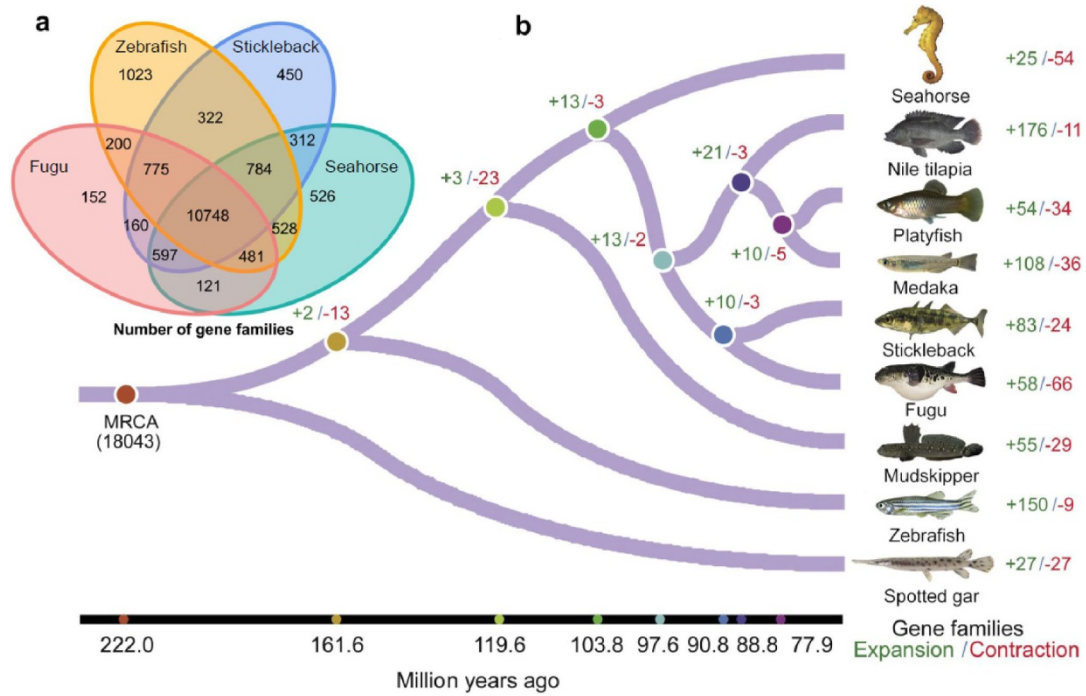 a
Zebrafish
Stickleback
1023
450
322
200
312
Fugu
775
784
Seahorse
152
526
10748
160
528
597
481
121
Number of gene families
b
+25 /-54
Seahorse
+13/-3
+176/-11
Nile tilapia
+21/-3
+3/-23
+54/-34
Platyfish
+13/-2
+10/-5
+108/-36
Medaka
+10/-3
+83/-24
Stickleback
+2 /-13
+58/-66
Fugu
MRCA
(18043)
+55/-29
Mudskipper
+150/-9
Zebrafish
+27/-27
Spotted gar
222.0 161.6 119.6 103.8 97.6 90.8 88.8 77.9
Million years ago
Gene families
Expansion /Contraction